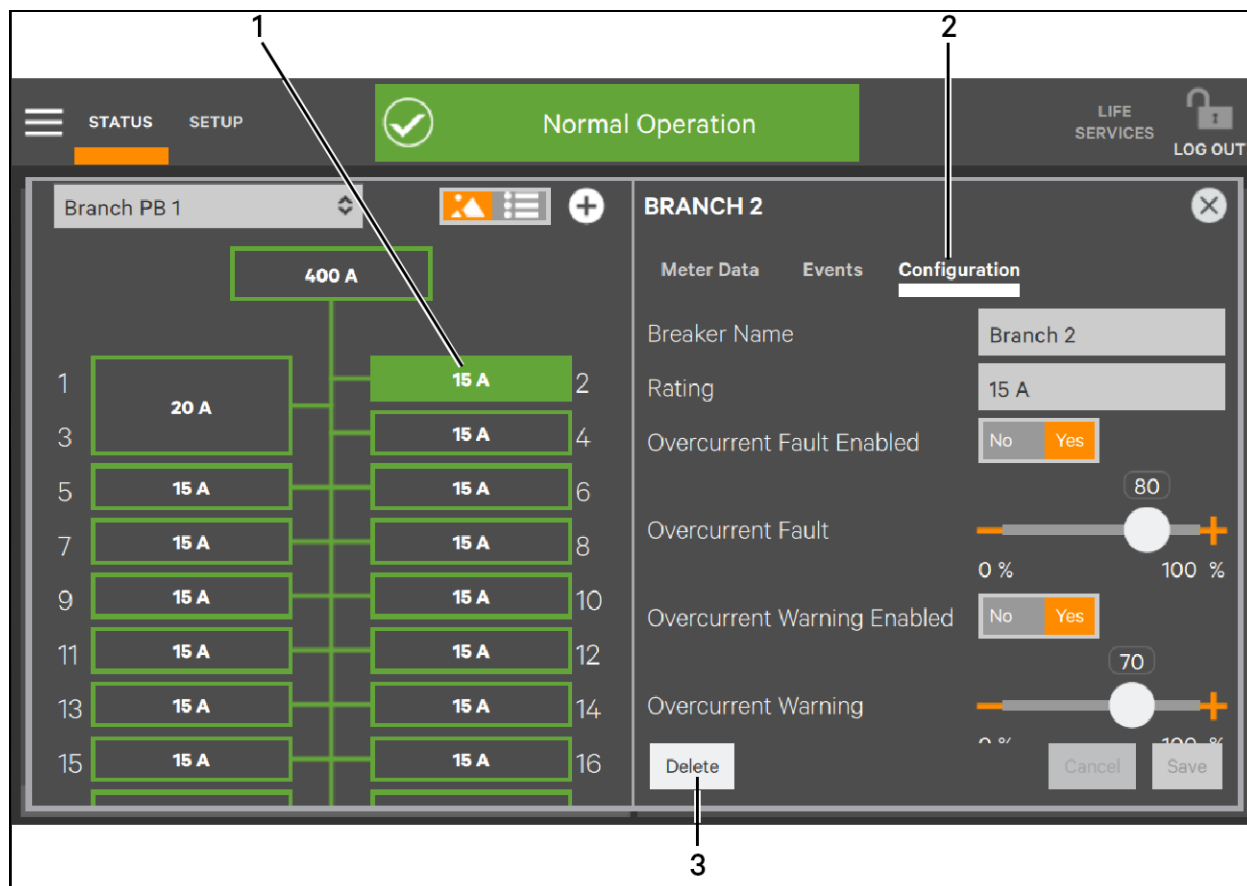 1 2
STATUS SETUP Normal Operation LIFE
SERVICES
LOG OUT
Branch PB 1
400 A
1 20 A 15 A 2
3 15 A 4
5 15 A 15 A 6
7 15 A 15 A 8
9 15 A 15 A 10
11 15 A 15 A 12
13 15 A 15 A 14
15 15 A 15 A 16
BRANCH 2
Meter Data Events Configuration
Breaker Name Branch 2
Rating 15 A
Overcurrent Fault Enabled No Yes
80
Overcurrent Fault
0 % 100 %
Overcurrent Warning Enabled No Yes
70
Overcurrent Warning
0 % 100 %
Delete Cancel Save
3